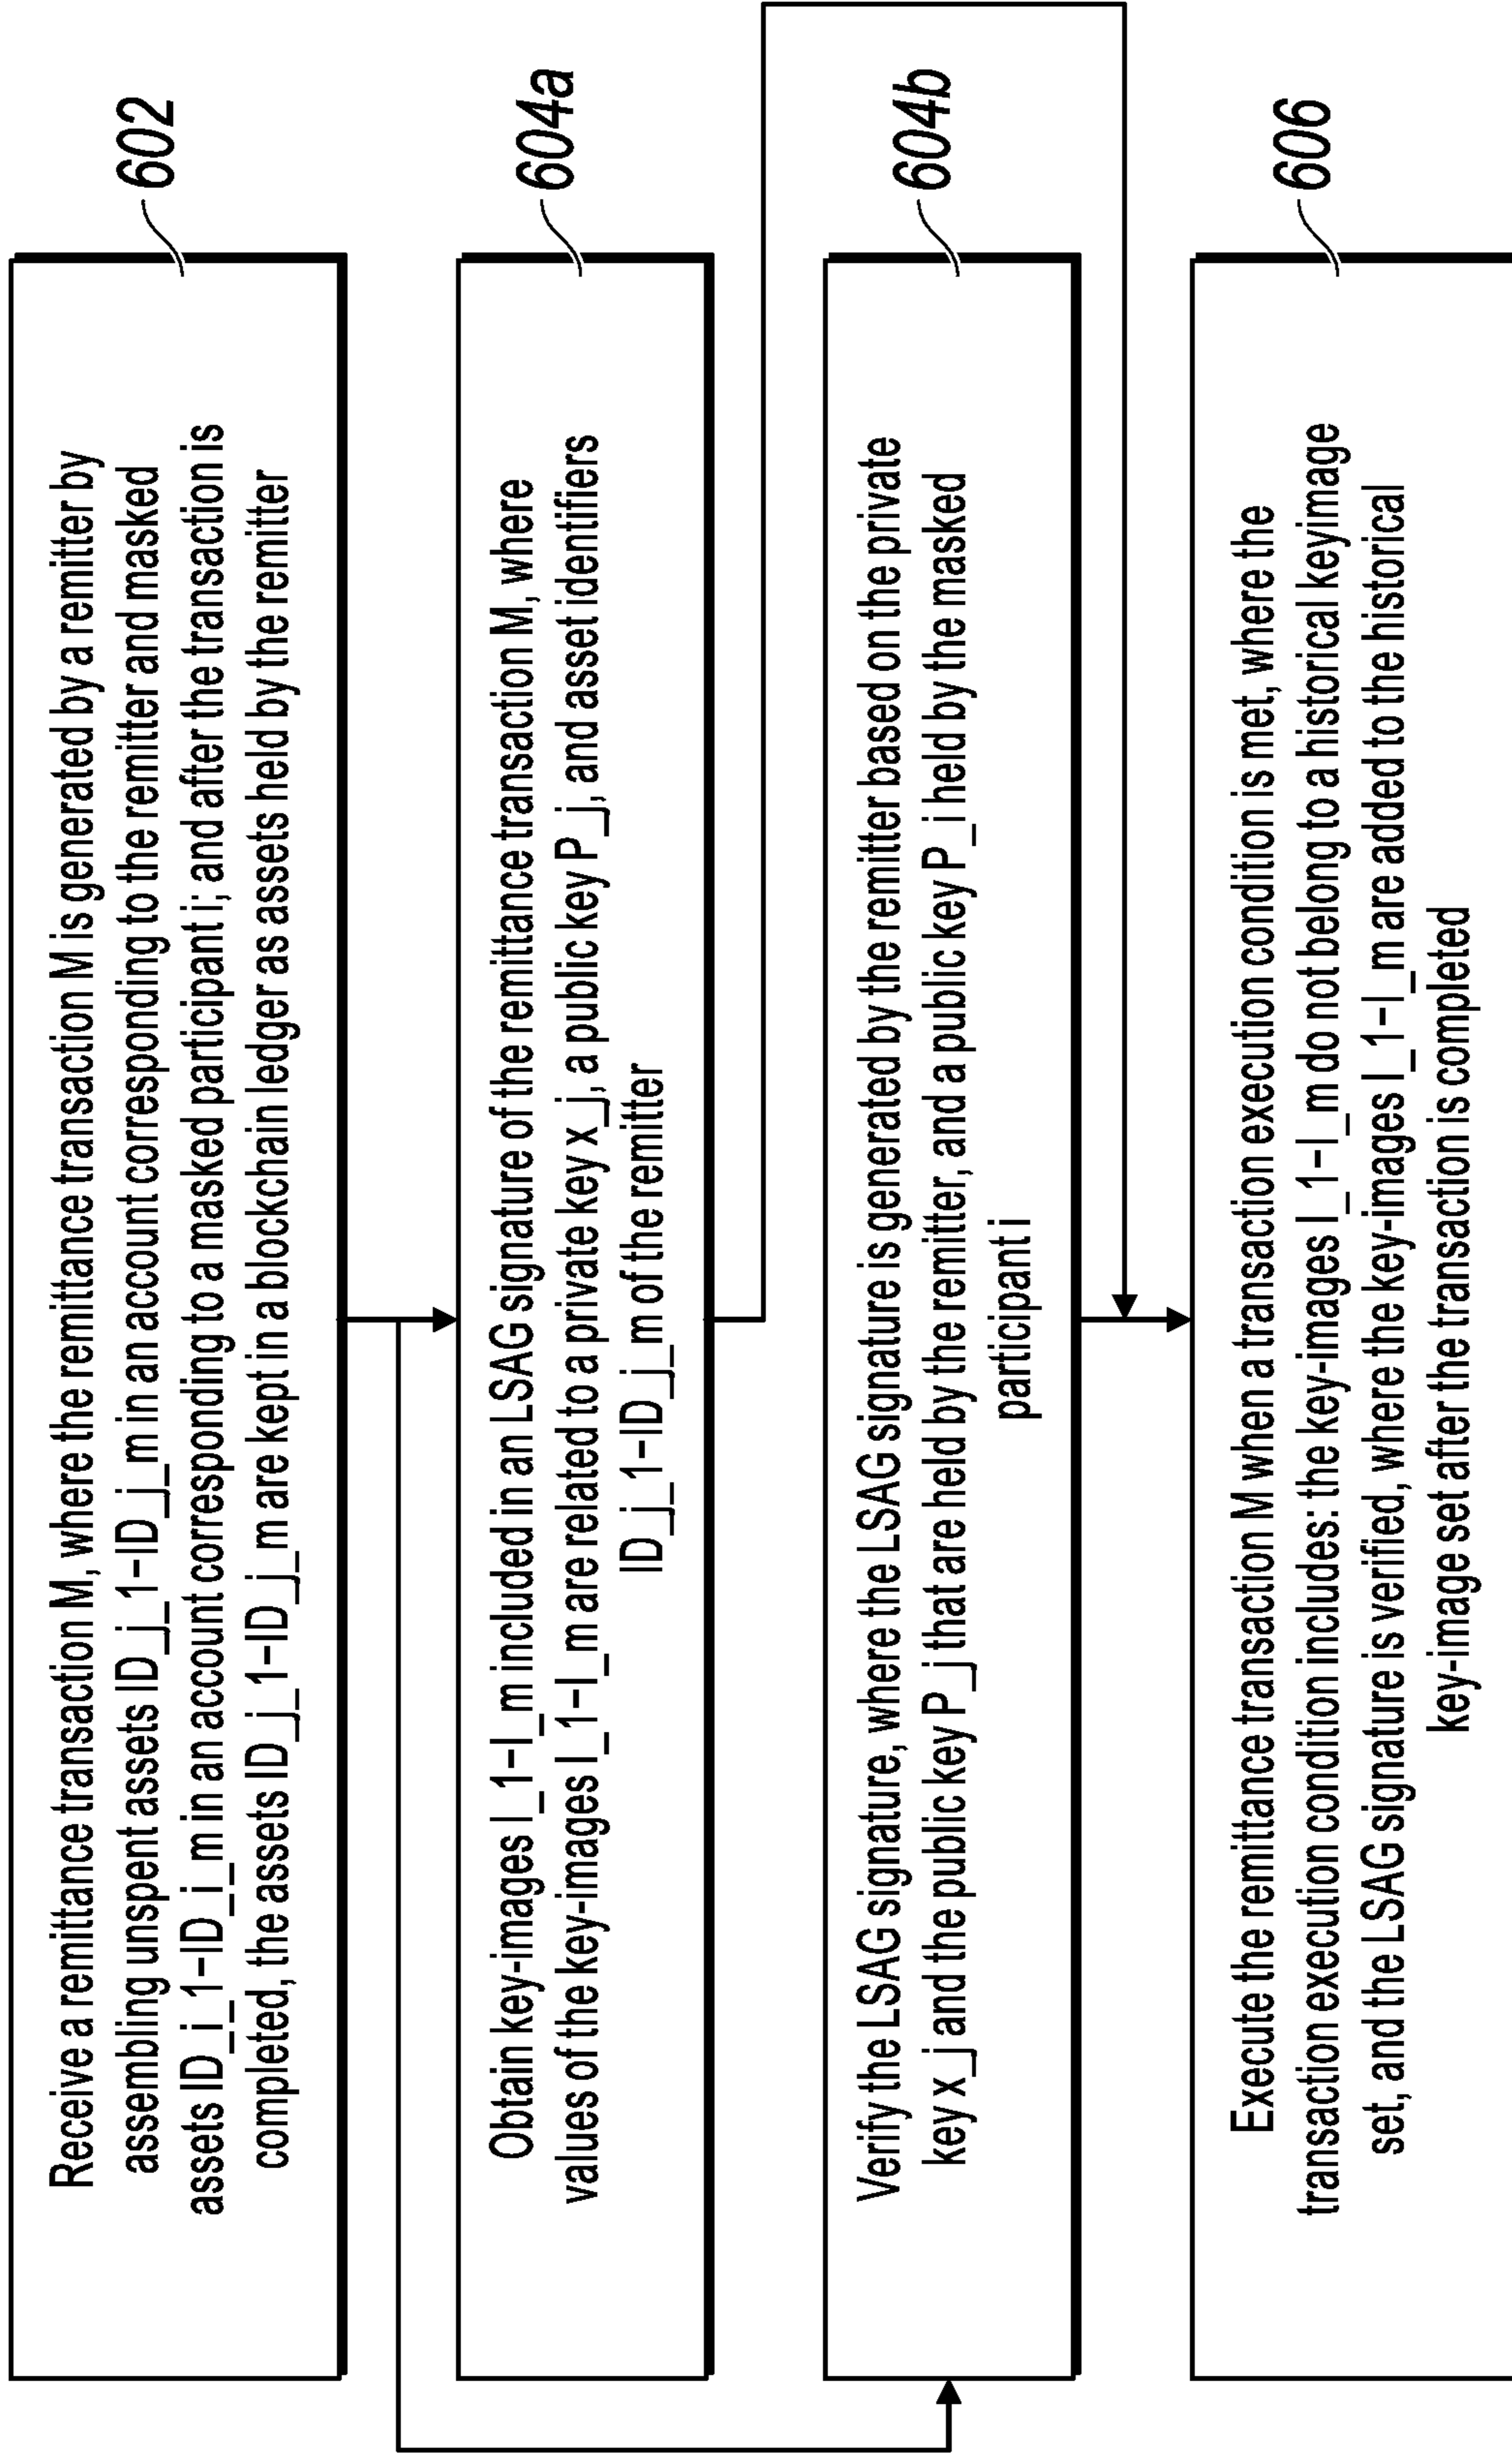 Receive a remittance transaction M, where the remittance transaction M is generated by a remitter by
assembling unspent assets ID_j_1-ID_j_m in an account corresponding to the remitter and masked
assets ID_i_1-ID_i_m in an account corresponding to a masked participant i; and after the transaction is
completed, the assets ID_j_1-ID_j_m are kept in a blockchain ledger as assets held by the remitter
602
Obtain key-images I_1-I_m included in an LSAG signature of the remittance transaction M, where
values of the key-images I_1-I_m are related to a private key x_j, a public key P_j, and asset identifiers
ID_j_1-ID_j_m of the remitter
604a
Verify the LSAG signature, where the LSAG signature is generated by the remitter based on the private
key x_j and the public key P_j that are held by the remitter, and a public key P_i held by the masked
participant i
604b
Execute the remittance transaction M when a transaction execution condition is met, where the
transaction execution condition includes: the key-images I_1-I_m do not belong to a historical keyimage
set, and the LSAG signature is verified, where the key-images I_1-I_m are added to the historical
key-image set after the transaction is completed
606